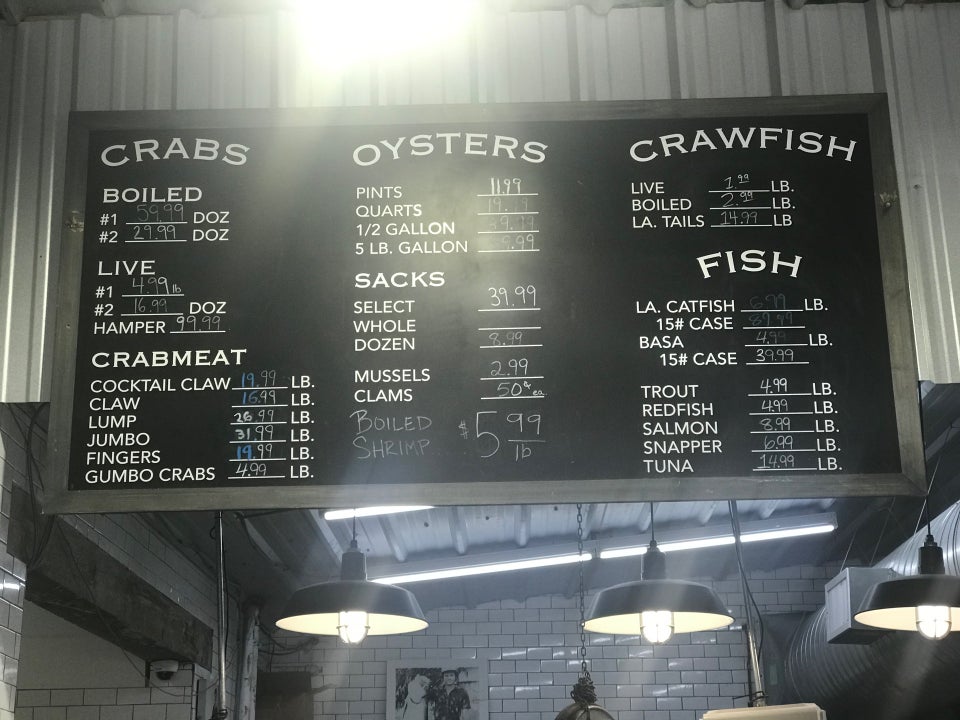 CRABS
BOILED
#1 59.99 DOZ
#2 29.99 DOZ
LIVE
#1 4.99 lb
#2 16.99 DOZ
HAMPER 99.99
CRABMEAT
COCKTAIL CLAW 19.99 LB.
CLAW 16.99 LB.
LUMP 26.99 LB.
JUMBO 31.99 LB.
FINGERS 19.99 LB.
GUMBO CRABS 4.99 LB.
OYSTERS
PINTS 11.99
QUARTS
1/2 GALLON
5 LB. GALLON
SACKS
SELECT 39.99
WHOLE
DOZEN 8.99
MUSSELS 2.99
CLAMS 50¢ ea
BOILED
SHRIMP $5.99 lb
CRAWFISH
LIVE 1.99 LB.
BOILED 2.99 LB.
LA. TAILS 14.99 LB
FISH
LA. CATFISH 6.99 LB.
15# CASE 89.99
BASA 4.99 LB.
15# CASE 39.99
TROUT 4.99 LB.
REDFISH 4.99 LB.
SALMON 8.99 LB.
SNAPPER 6.99 LB.
TUNA 14.99 LB.